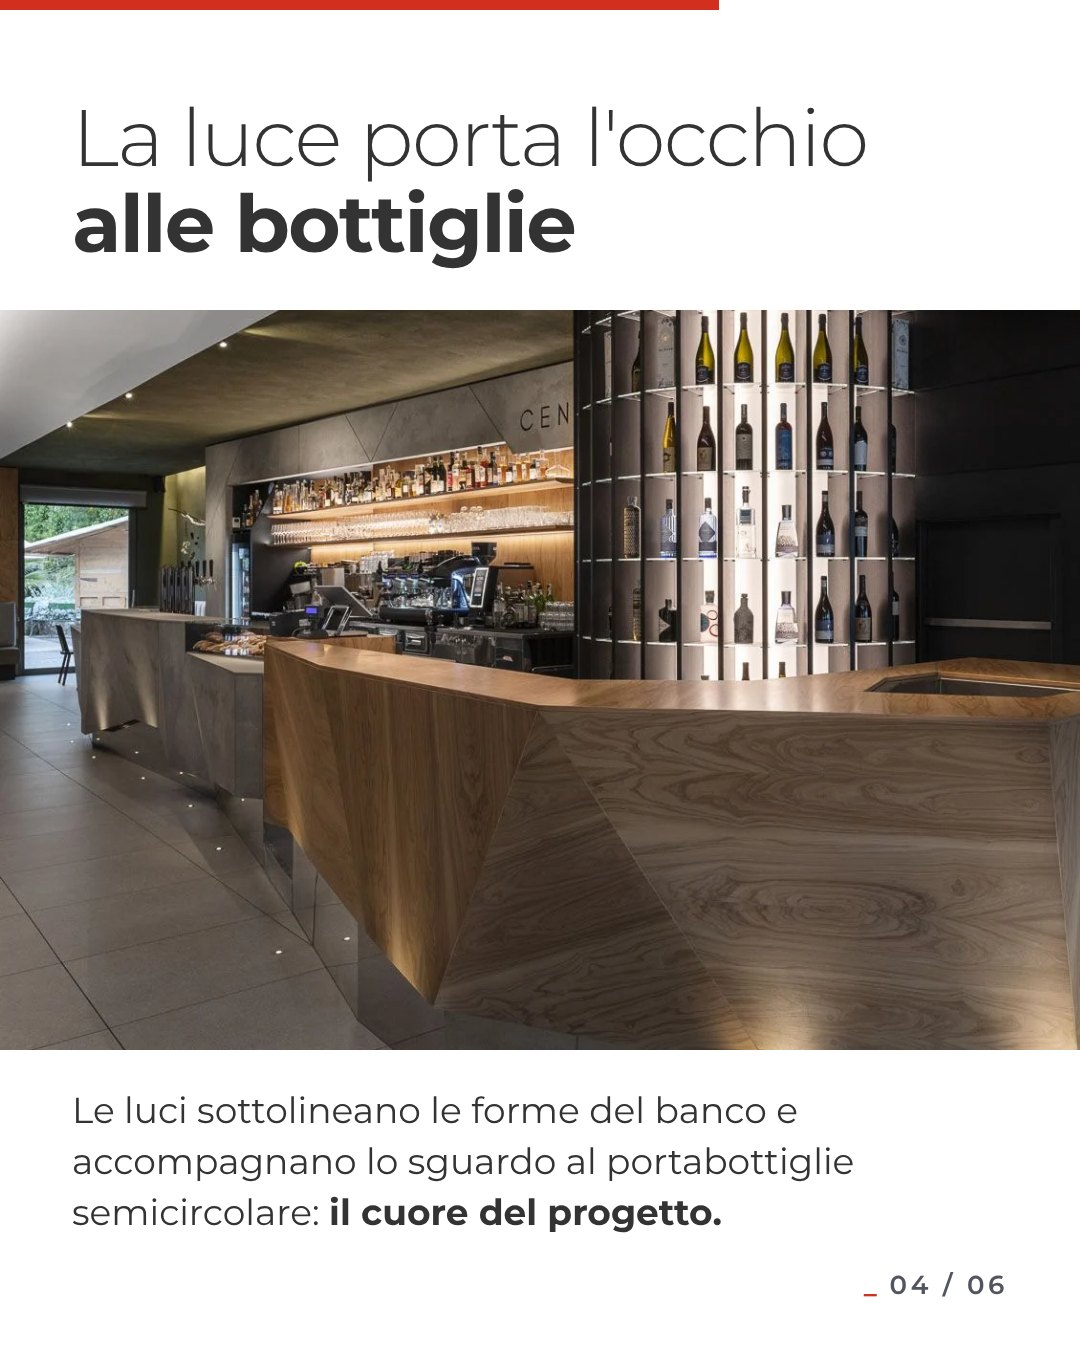 La luce porta l'occhio
alle bottiglie
CEN
Le luci sottolineano le forme del banco e
accompagnano lo sguardo al portabottiglie
semicircolare: il cuore del progetto.
_ 04 / 06